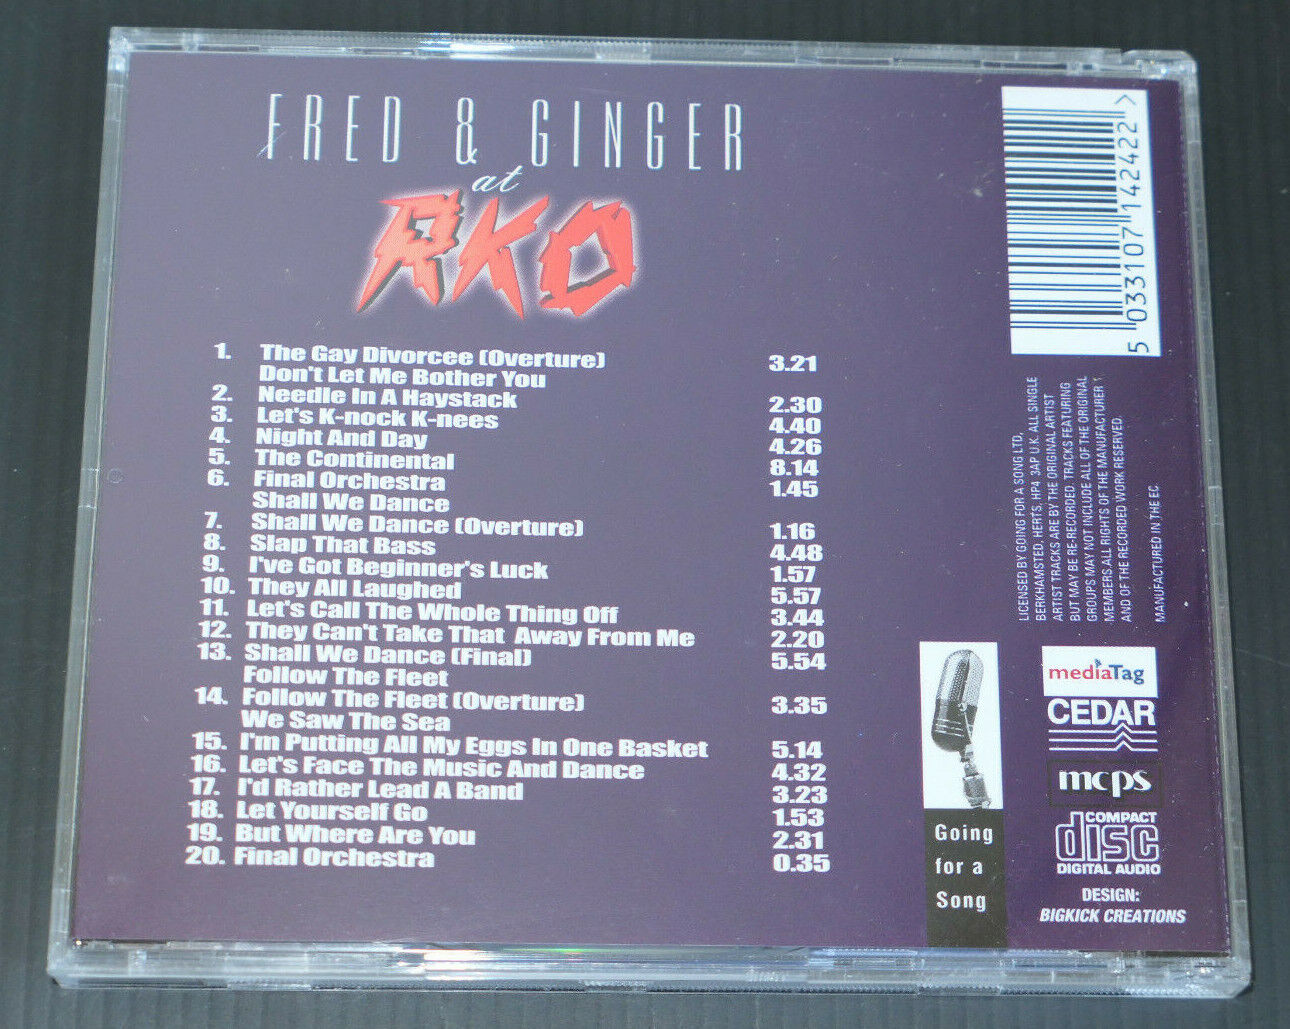 FRED & GINGER
at
RKO
1. The Gay Divorcee (Overture) 3.21
Don't Let Me Bother You
2. Needle In A Haystack 2.30
3. Let's K-nock K-nees 4.40
4. Night And Day 4.26
5. The Continental 8.14
6. Final Orchestra 1.45
Shall We Dance
7. Shall We Dance (Overture) 1.16
8. Slap That Bass 4.48
9. I've Got Beginner's Luck 1.57
10. They All Laughed 5.57
11. Let's Call The Whole Thing Off 3.44
12. They Can't Take That Away From Me 2.20
13. Shall We Dance (Final) 5.54
Follow The Fleet
14. Follow The Fleet (Overture) 3.35
We Saw The Sea
15. I'm Putting All My Eggs In One Basket 5.14
16. Let's Face The Music And Dance 4.32
17. I'd Rather Lead A Band 3.23
18. Let Yourself Go 1.53
19. But Where Are You 2.31
20. Final Orchestra 0.35
5 033107 142422 >
LICENSED BY GOING FOR A SONG LTD,
BERKHAMSTED, HERTS, HP4 3AP U.K. ALL SINGLE
ARTIST TRACKS ARE BY THE ORIGINAL ARTIST
BUT MAY BE RE-RECORDED. TRACKS FEATURING
GROUPS MAY NOT INCLUDE ALL OF THE ORIGINAL
MEMBERS ALL RIGHTS OF THE MANUFACTURER
AND OF THE RECORDED WORK RESERVED.
MANUFACTURED IN THE EC
mediaTag
CEDAR
mcps
COMPACT
disc
DIGITAL AUDIO
DESIGN:
BIGKICK CREATIONS
Going
for a
Song